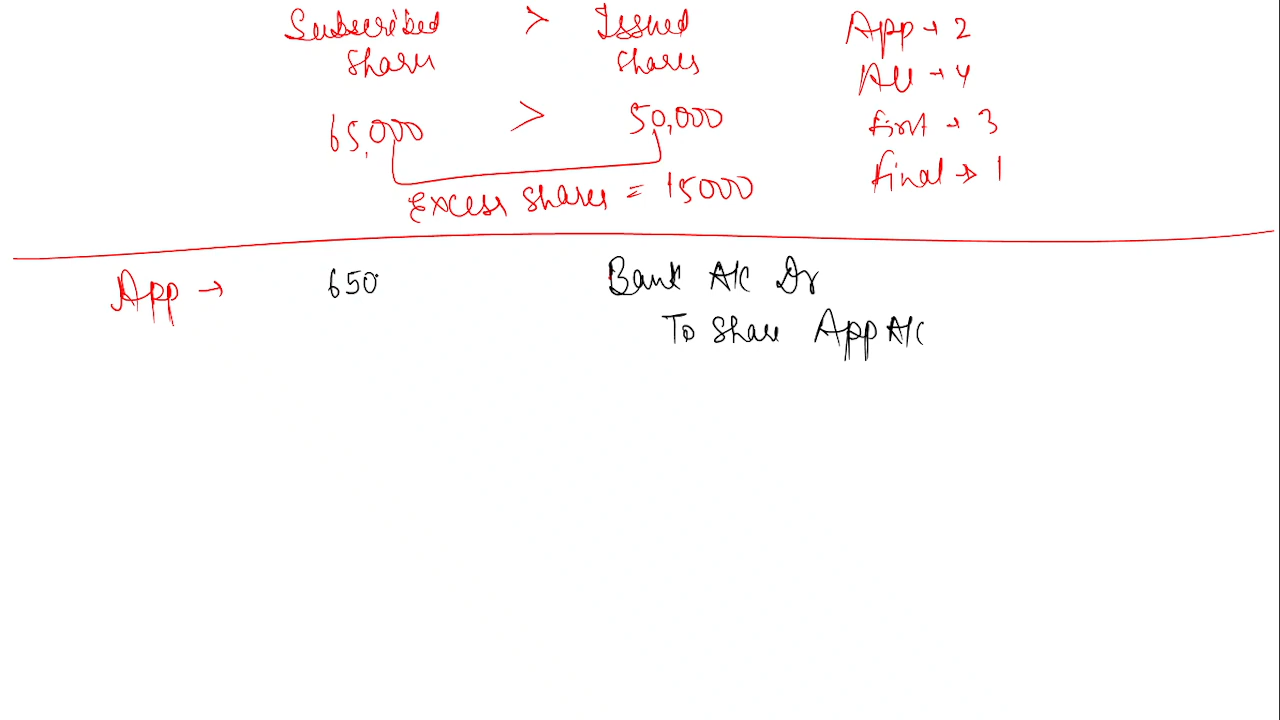 Subscribed > Issued
Shares shares
65,000 > 50,000
Excess shares = 15000
App → 2
All → 4
first → 3
final → 1
App → 650
Bank A/C Dr
To Share App A/C